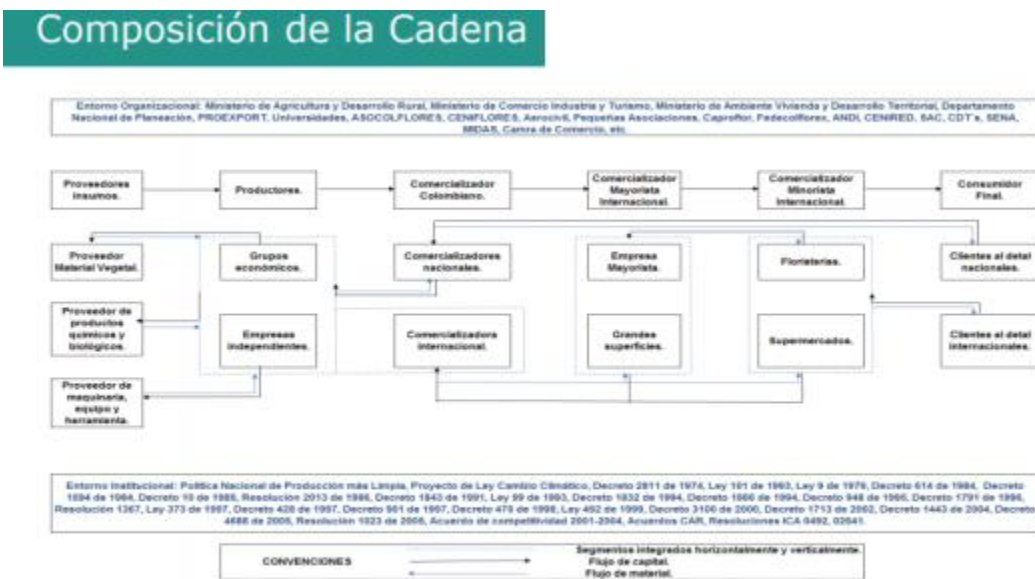 Composición de la Cadena
Entorno Organizacional: Ministerio de Agricultura y Desarrollo Rural, Ministerio de Comercio Industria y Turismo, Ministerio de Ambiente Vivienda y Desarrollo Territorial, Departamento
Nacional de Planeación, PROEXPORT, Universidades, ASOCOLFLORES, CENIFLORES, Aerocivil, Pequeñas Asociaciones, Caproflor, Fedecolflorex, ANDI, CENIRED, SAC, CDT´s, SENA,
MIDAS, Camra de Comercio, etc.
Proveedores
insumos.
Productores.
Comercializador
Colombiano.
Comercializador
Mayorista
Internacional.
Comercializador
Minorista
Internacional.
Consumidor
Final.
Proveedor
Material Vegetal.
Grupos
económicos.
Comercializadores
nacionales.
Empresa
Mayorista.
Floristerias.
Clientes al detal
nacionales.
Proveedor de
productos
químicos y
biológicos.
Empresas
independientes.
Comercializadora
internacional.
Grandes
superficies.
Supermercados.
Clientes al detal
internacionales.
Proveedor de
maquinaria,
equipo y
herramienta.
Entorno Institucional: Política Nacional de Producción más Limpia, Proyecto de Ley Cambio Climático, Decreto 2811 de 1974, Ley 101 de 1993, Ley 9 de 1979, Decreto 614 de 1984, Decreto
1594 de 1984, Decreto 10 de 1985, Resolución 2013 de 1986, Decreto 1843 de 1991, Ley 99 de 1993, Decreto 1832 de 1994, Decreto de 1994, Decreto 948 de 1995, Decreto 1791 de 1996,
Resolución 1367, Ley 373 de 1997, Decreto de 1997, Decreto 901 de 1997, Decreto 475 de 1998, Ley de 1999, Decreto 3100 de Decreto 1713 de 2002, Decreto 1443 de 2004, Decreto
de 2005, Resolución 1023 de 2005, Acuerdo de competitividad 2001-2004, Acuerdos CAR, Resoluciones ICA 0492, 02641.
CONVENCIONES
Segmentos integrados horizontalmente y verticalmente.
Flujo de capital.
Flujo de material.